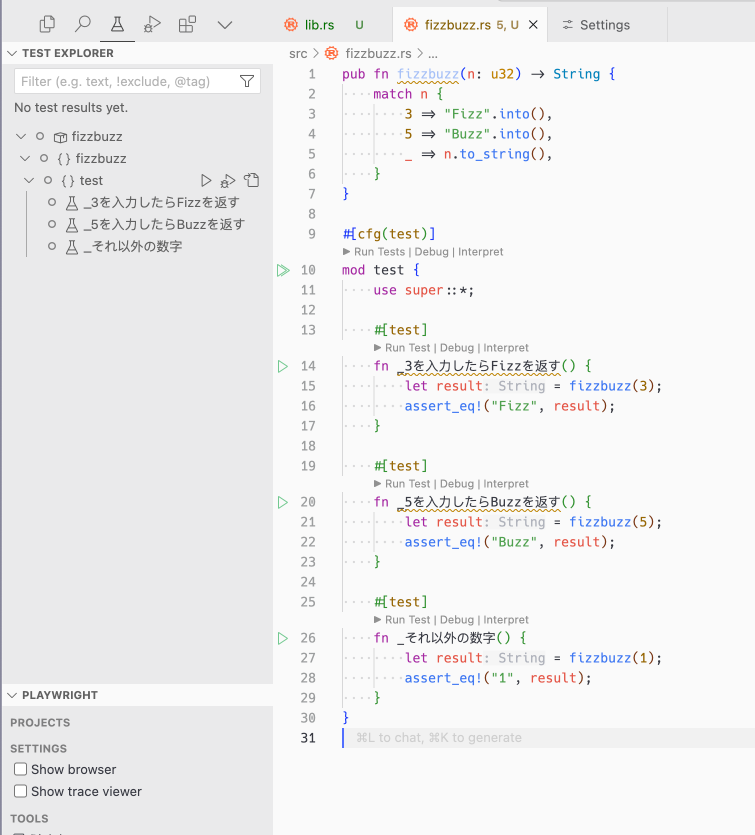 lib.rs U
fizzbuzz.rs 5, U
Settings
TEST EXPLORER
Filter (e.g. text, !exclude, @tag)
No test results yet.
fizzbuzz
{} fizzbuzz
{} test
_3を入力したらFizzを返す
_5を入力したらBuzzを返す
_それ以外の数字
PLAYWRIGHT
PROJECTS
SETTINGS
Show browser
Show trace viewer
TOOLS
src > fizzbuzz.rs > ...
1 pub fn fizzbuzz(n: u32) -> String {
2 match n {
3 3 => "Fizz".into(),
4 5 => "Buzz".into(),
5 _ => n.to_string(),
6 }
7 }
8
9 #[cfg(test)]
Run Tests | Debug | Interpret
10 mod test {
11 use super::*;
12
13 #[test]
Run Test | Debug | Interpret
14 fn _3を入力したらFizzを返す() {
15 let result: String = fizzbuzz(3);
16 assert_eq!("Fizz", result);
17 }
18
19 #[test]
Run Test | Debug | Interpret
20 fn _5を入力したらBuzzを返す() {
21 let result: String = fizzbuzz(5);
22 assert_eq!("Buzz", result);
23 }
24
25 #[test]
Run Test | Debug | Interpret
26 fn _それ以外の数字() {
27 let result: String = fizzbuzz(1);
28 assert_eq!("1", result);
29 }
30 }
31 ⌘L to chat, ⌘K to generate